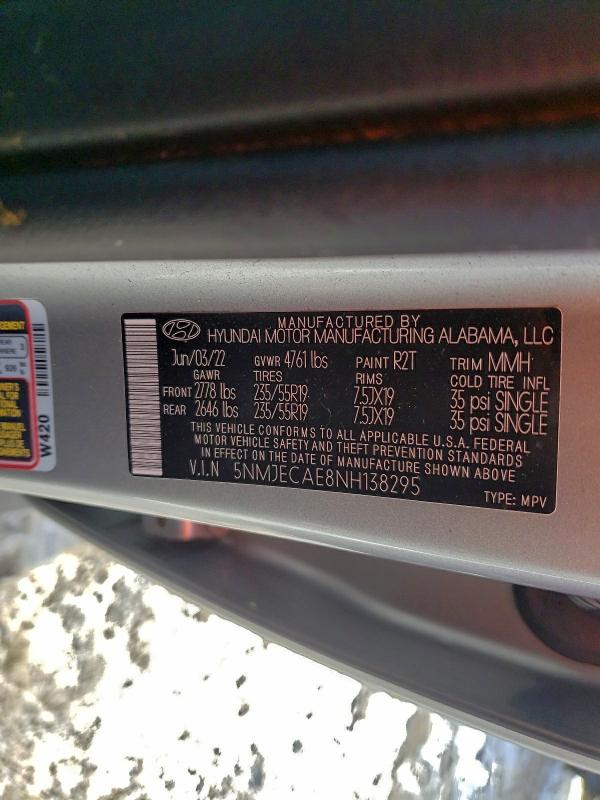 MANUFACTURED BY
HYUNDAI MOTOR MANUFACTURING ALABAMA, LLC
Jun/03/22 GVWR 4761 lbs PAINT R2T TRIM MMH
GAWR TIRES RIMS COLD TIRE INFL
FRONT 2778 lbs 235/55R19 7.5JX19 35 psi SINGLE
REAR 2646 lbs 235/55R19 7.5JX19 35 psi SINGLE
THIS VEHICLE CONFORMS TO ALL APPLICABLE U.S.A. FEDERAL
MOTOR VEHICLE SAFETY AND THEFT PREVENTION STANDARDS
IN EFFECT ON THE DATE OF MANUFACTURE SHOWN ABOVE
V.I.N 5NMJECAE8NH138295
TYPE: MPV
W420